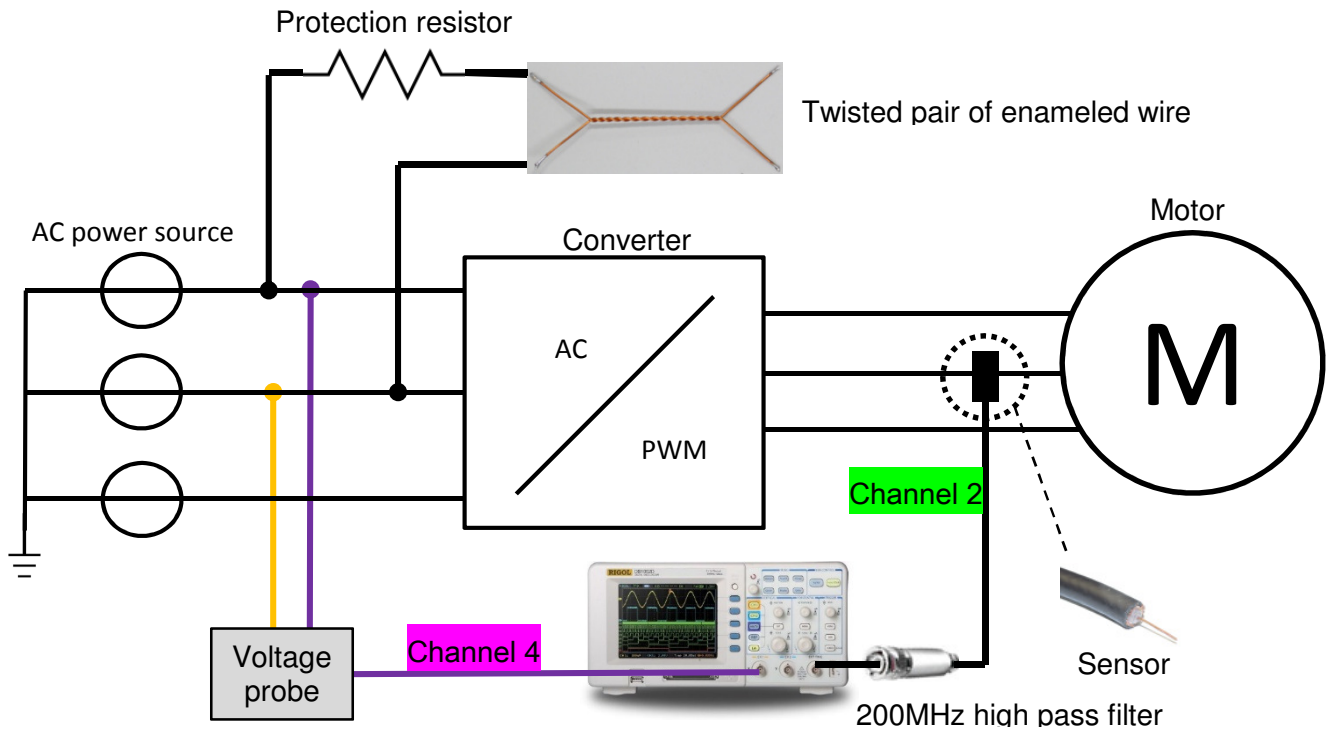 Protection resistor
Twisted pair of enameled wire
AC power source
Converter
Motor
AC
PWM
M
Channel 2
Voltage
probe
Channel 4
RIGOL
Sensor
200MHz high pass filter